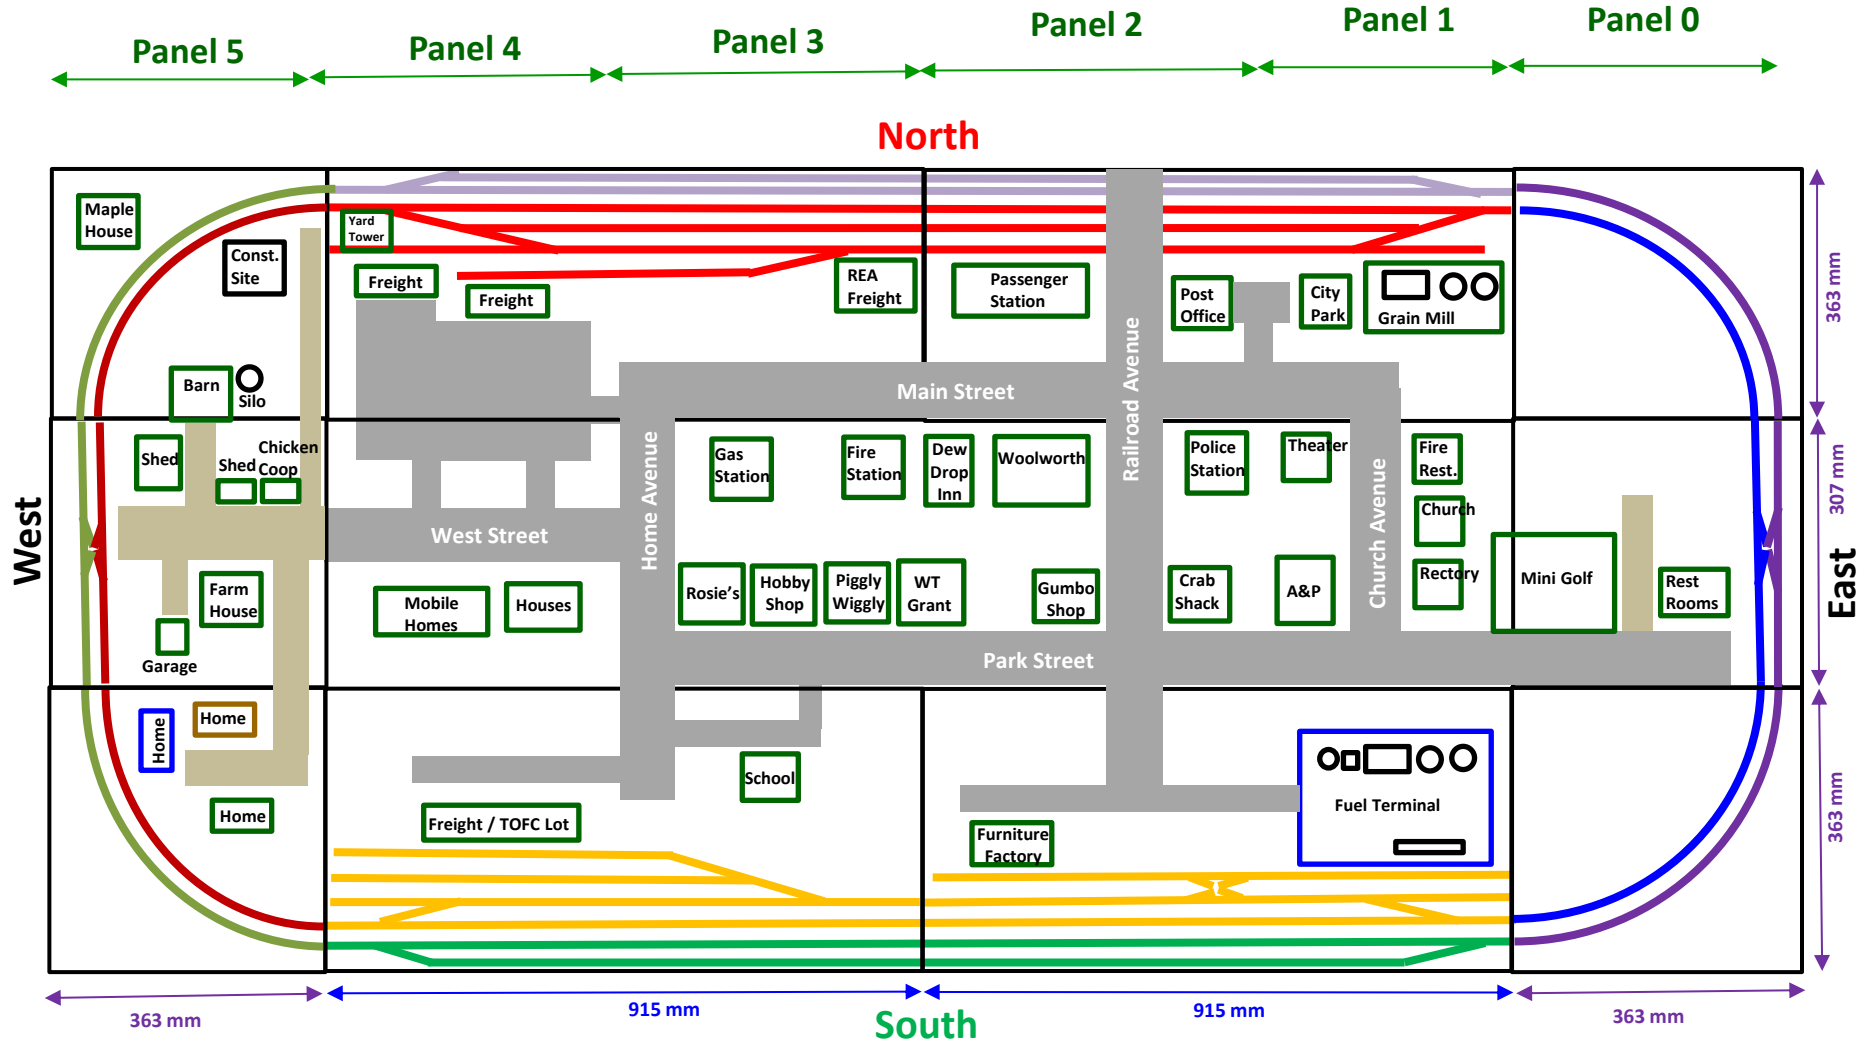 Panel 5
Panel 4
Panel 3
Panel 2
Panel 1
Panel 0
North
Maple
House
Const.
Site
Yard
Tower
Freight
Freight
REA
Freight
Passenger
Station
Post
Office
City
Park
Grain Mill
363 mm
Barn
Silo
Main Street
Railroad Avenue
Shed
Shed
Chicken
Coop
Home Avenue
Gas
Station
Fire
Station
Dew
Drop
Inn
Woolworth
Police
Station
Theater
Church Avenue
Fire
Rest.
Church
307 mm
West
West Street
East
Farm
House
Garage
Mobile
Homes
Houses
Rosie's
Hobby
Shop
Piggly
Wiggly
WT
Grant
Gumbo
Shop
Crab
Shack
A&P
Rectory
Mini Golf
Rest
Rooms
Park Street
Home
Home
Home
School
Freight / TOFC Lot
Furniture
Factory
Fuel Terminal
363 mm
363 mm
915 mm
South
915 mm
363 mm